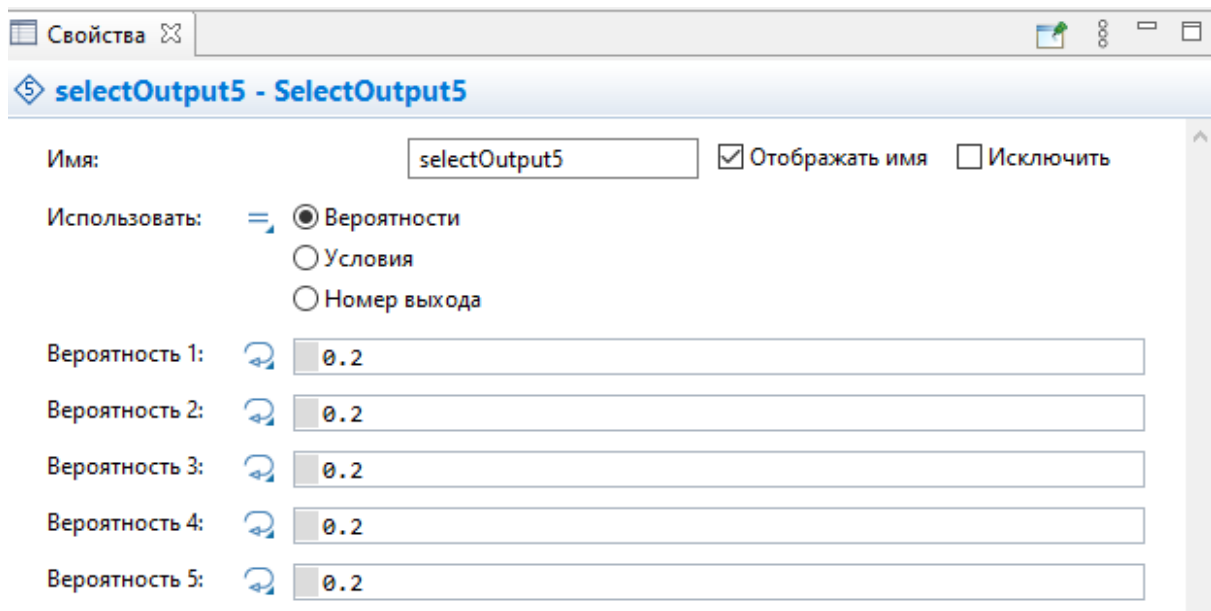 Свойства
selectOutput5 - SelectOutput5
Имя: selectOutput5 Отображать имя Исключить
Использовать: Вероятности
Условия
Номер выхода
Вероятность 1: 0.2
Вероятность 2: 0.2
Вероятность 3: 0.2
Вероятность 4: 0.2
Вероятность 5: 0.2